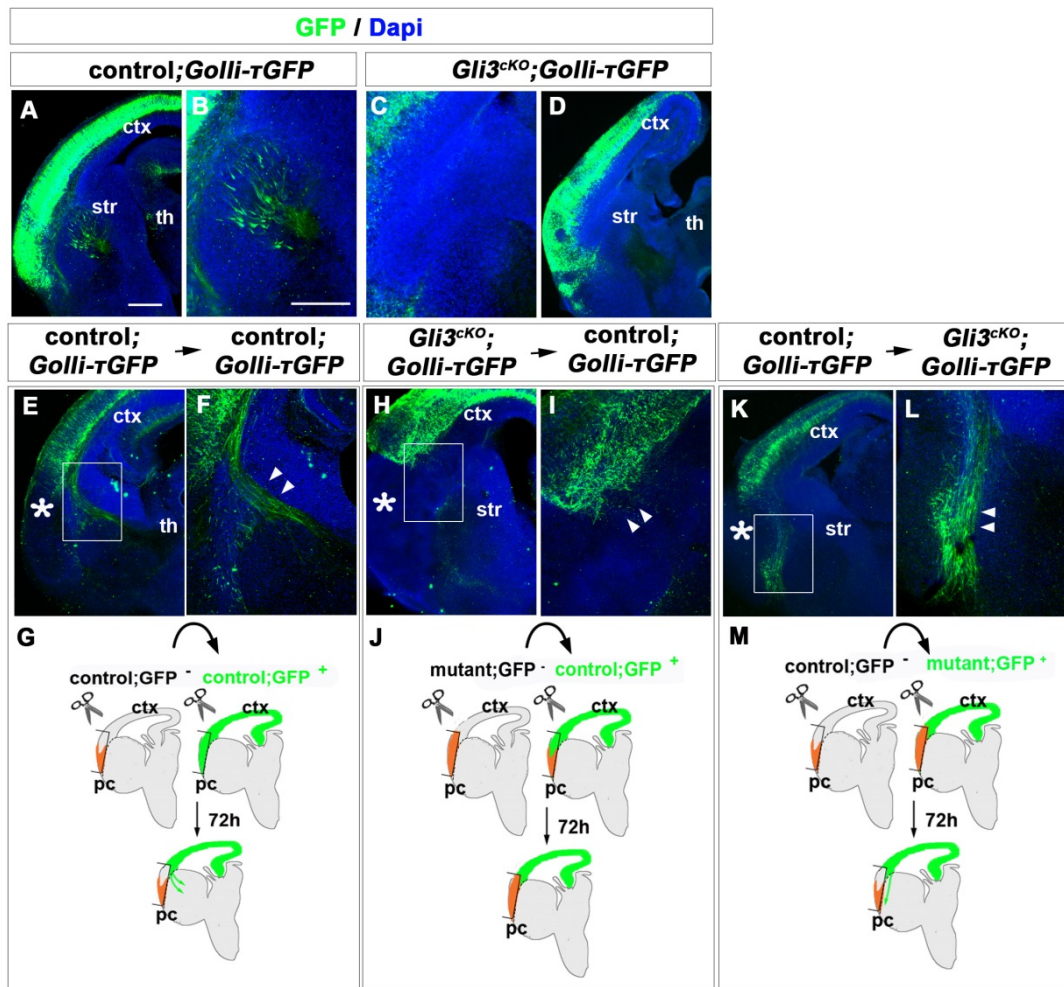 GFP / Dapi
control;Golli-τGFP
Gli3cKO;Golli-τGFP
A
ctx
str
th
B
C
D
ctx
str
th
control;
Golli-τGFP
control;
Golli-τGFP
Gli3cKO;
Golli-τGFP
control;
Golli-τGFP
control;
Golli-τGFP
Gli3cKO;
Golli-τGFP
E
ctx
*
th
F
H
ctx
*
str
I
K
ctx
*
str
L
G
control;GFP - control;GFP +
ctx
ctx
pc
pc
72h
pc
J
mutant;GFP - control;GFP +
ctx
ctx
pc
pc
72h
pc
M
control;GFP - mutant;GFP +
ctx
ctx
pc
pc
72h
pc